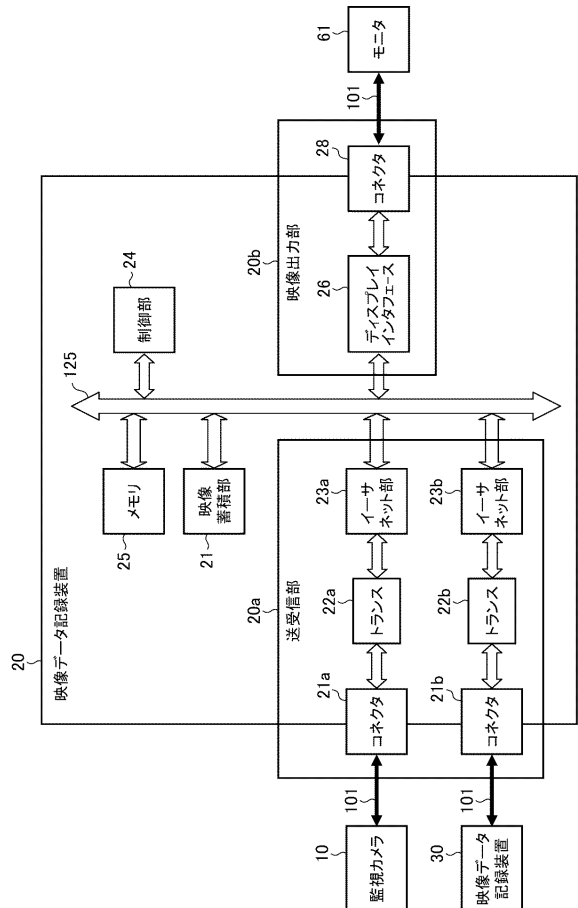 20
映像データ記録装置
25
メモリ
21
映像
蓄積部
125
24
制御部
20a
送受信部
20b
映像出力部
10
監視カメラ
101
21a
コネクタ
22a
トランス
23a
イーサ
ネット部
26
ディスプレイ
インタフェース
28
コネクタ
101
61
モニタ
30
映像データ
記録装置
101
21b
コネクタ
22b
トランス
23b
イーサ
ネット部